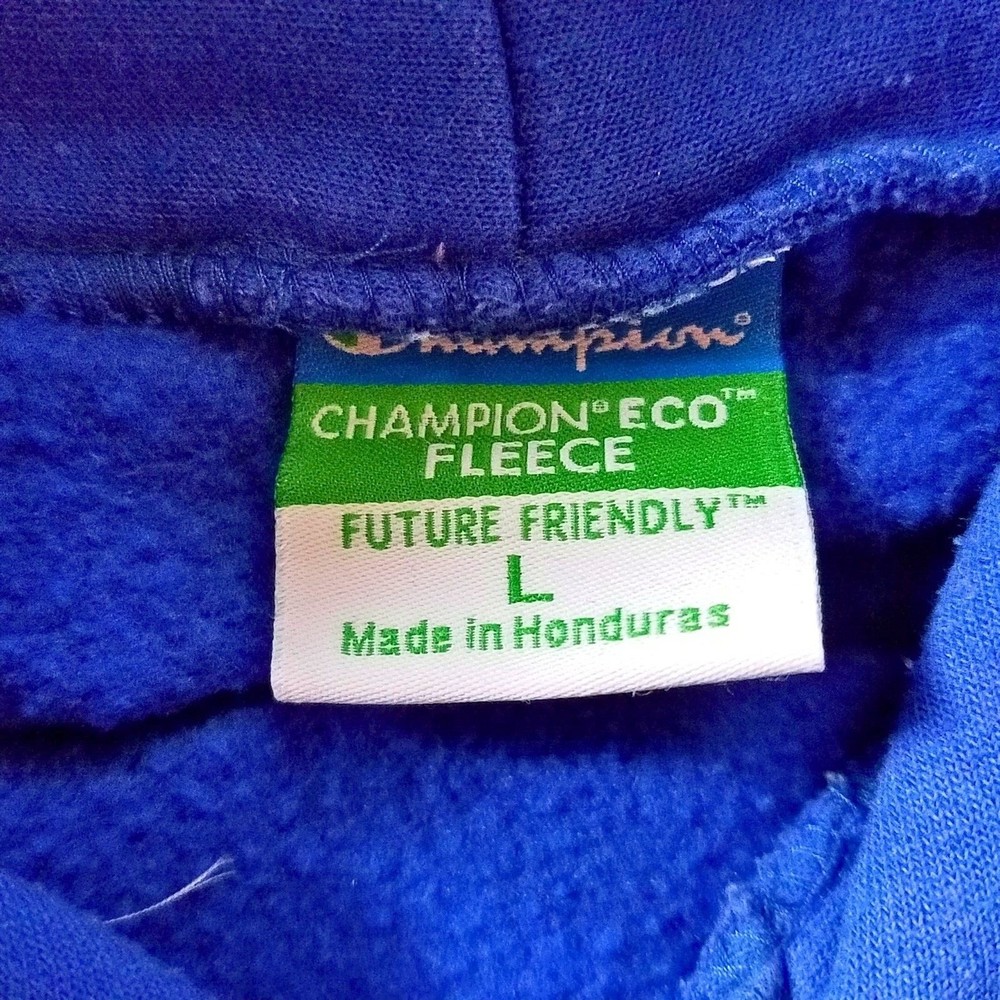 Champion®
CHAMPION® ECO™
FLEECE
FUTURE FRIENDLY™
L
Made in Honduras